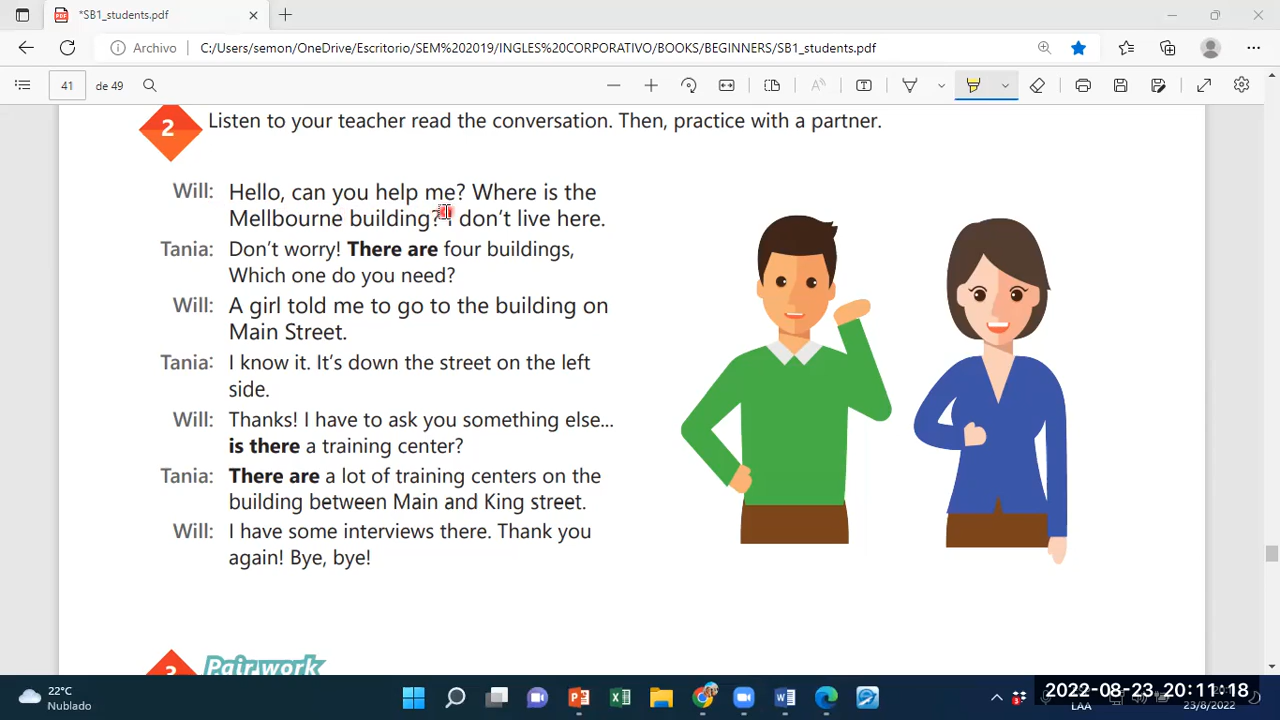 *SB1_students.pdf
Archivo
C:/Users/semon/OneDrive/Escritorio/SEM%202019/INGLES%20CORPORATIVO/BOOKS/BEGINNERS/SB1_students.pdf
41 de 49
2 Listen to your teacher read the conversation. Then, practice with a partner.
Will: Hello, can you help me? Where is the
Mellbourne building? I don't live here.
Tania: Don't worry! There are four buildings,
Which one do you need?
Will: A girl told me to go to the building on
Main Street.
Tania: I know it. It's down the street on the left
side.
Will: Thanks! I have to ask you something else...
is there a training center?
Tania: There are a lot of training centers on the
building between Main and King street.
Will: I have some interviews there. Thank you
again! Bye, bye!
3 Pair work
22°C
Nublado
2022-08-23 20:11:18
LAA
23/8/2022